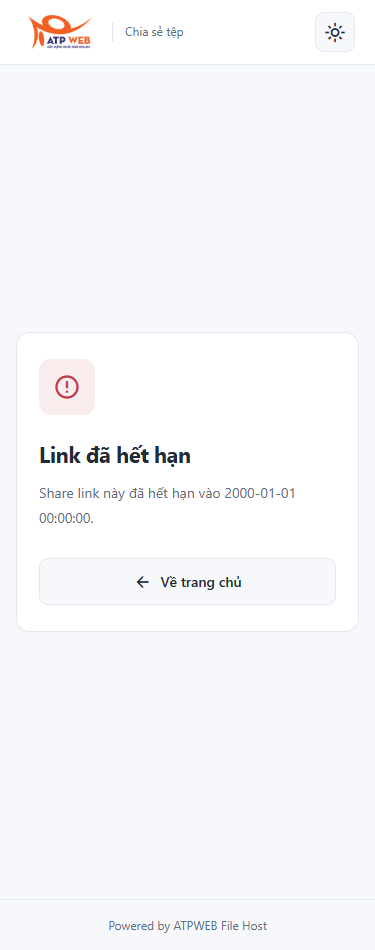 ATP WEB
Chia sẻ tệp
Link đã hết hạn
Share link này đã hết hạn vào 2000-01-01
00:00:00.
Về trang chủ
Powered by ATPWEB File Host